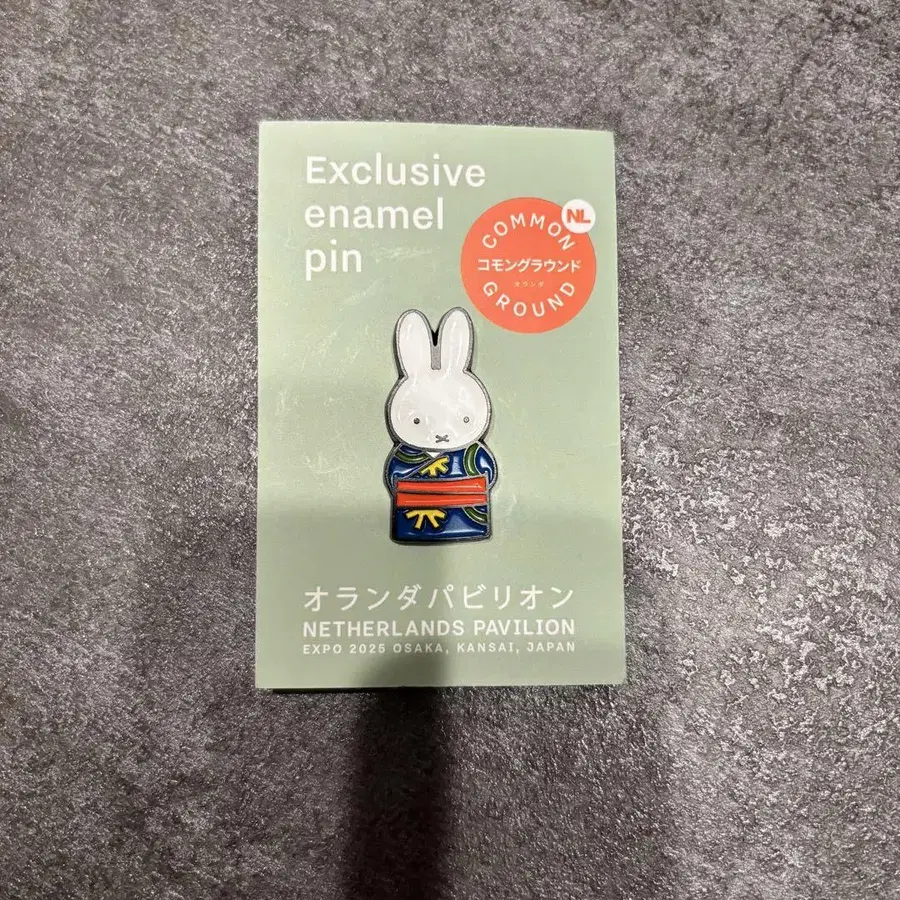 Exclusive
enamel
pin
NL
COMMON
コモングラウンド
オランダ
GROUND
オランダパビリオン
NETHERLANDS PAVILION
EXPO 2025 OSAKA, KANSAI, JAPAN